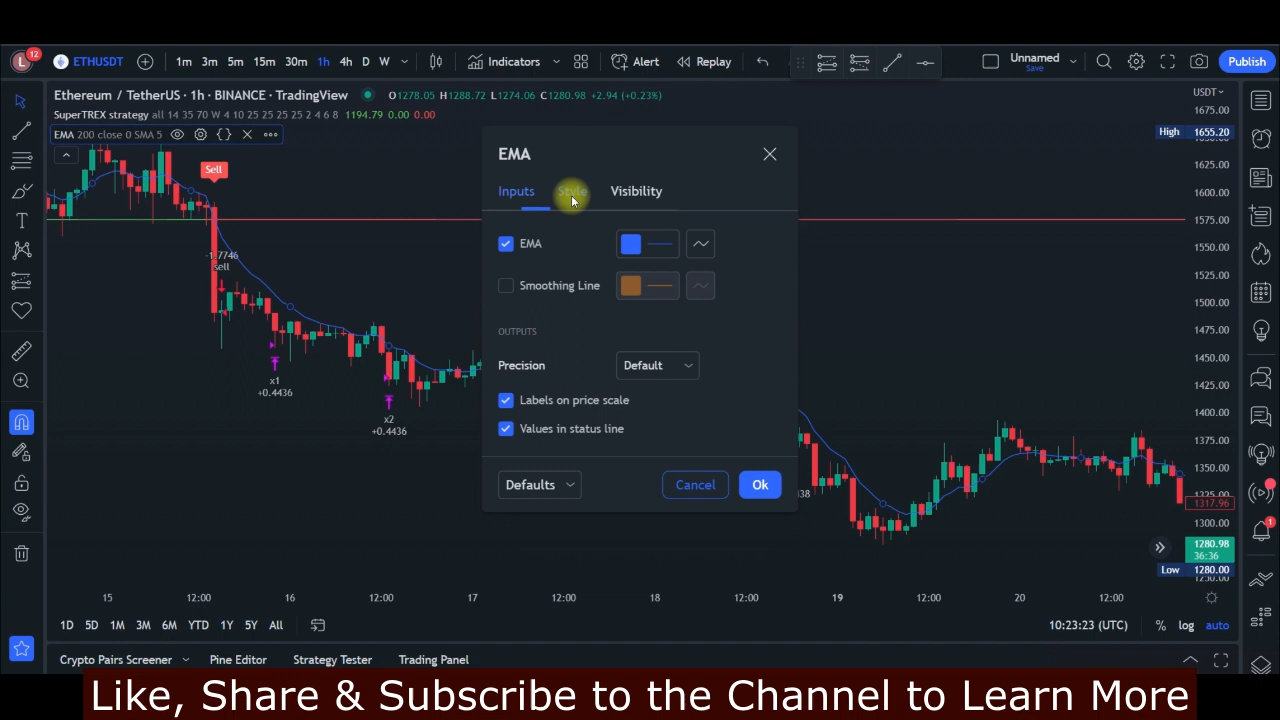 L 12 ETHUSDT 1m 3m 5m 15m 30m 1h 4h D W Indicators Alert Replay Unnamed Save Publish
Ethereum / TetherUS · 1h · BINANCE · TradingView O1278.05 H1288.72 L1274.06 C1280.98 +2.94 (+0.23%) USDT
SuperTREX strategy all 14 35 70 W 4 10 25 25 25 25 2 4 6 8 1194.79 0.00 0.00
EMA 200 close 0 SMA 5
1675.00
High 1655.20
1625.00
1600.00
1575.00
1550.00
1525.00
1500.00
1475.00
1450.00
1425.00
1400.00
1375.00
1350.00
1325.00
1317.96
1300.00
1280.98
36:36
Low 1280.00
1250.00
Sell
-1.7746
sell
x1
+0.4436
x2
+0.4436
EMA
Inputs Style Visibility
EMA
Smoothing Line
OUTPUTS
Precision Default
Labels on price scale
Values in status line
Defaults Cancel Ok
15 12:00 16 12:00 17 12:00 18 12:00 19 12:00 20 12:00
1D 5D 1M 3M 6M YTD 1Y 5Y All 10:23:23 (UTC) % log auto
1
Crypto Pairs Screener Pine Editor Strategy Tester Trading Panel
Like, Share & Subscribe to the Channel to Learn More